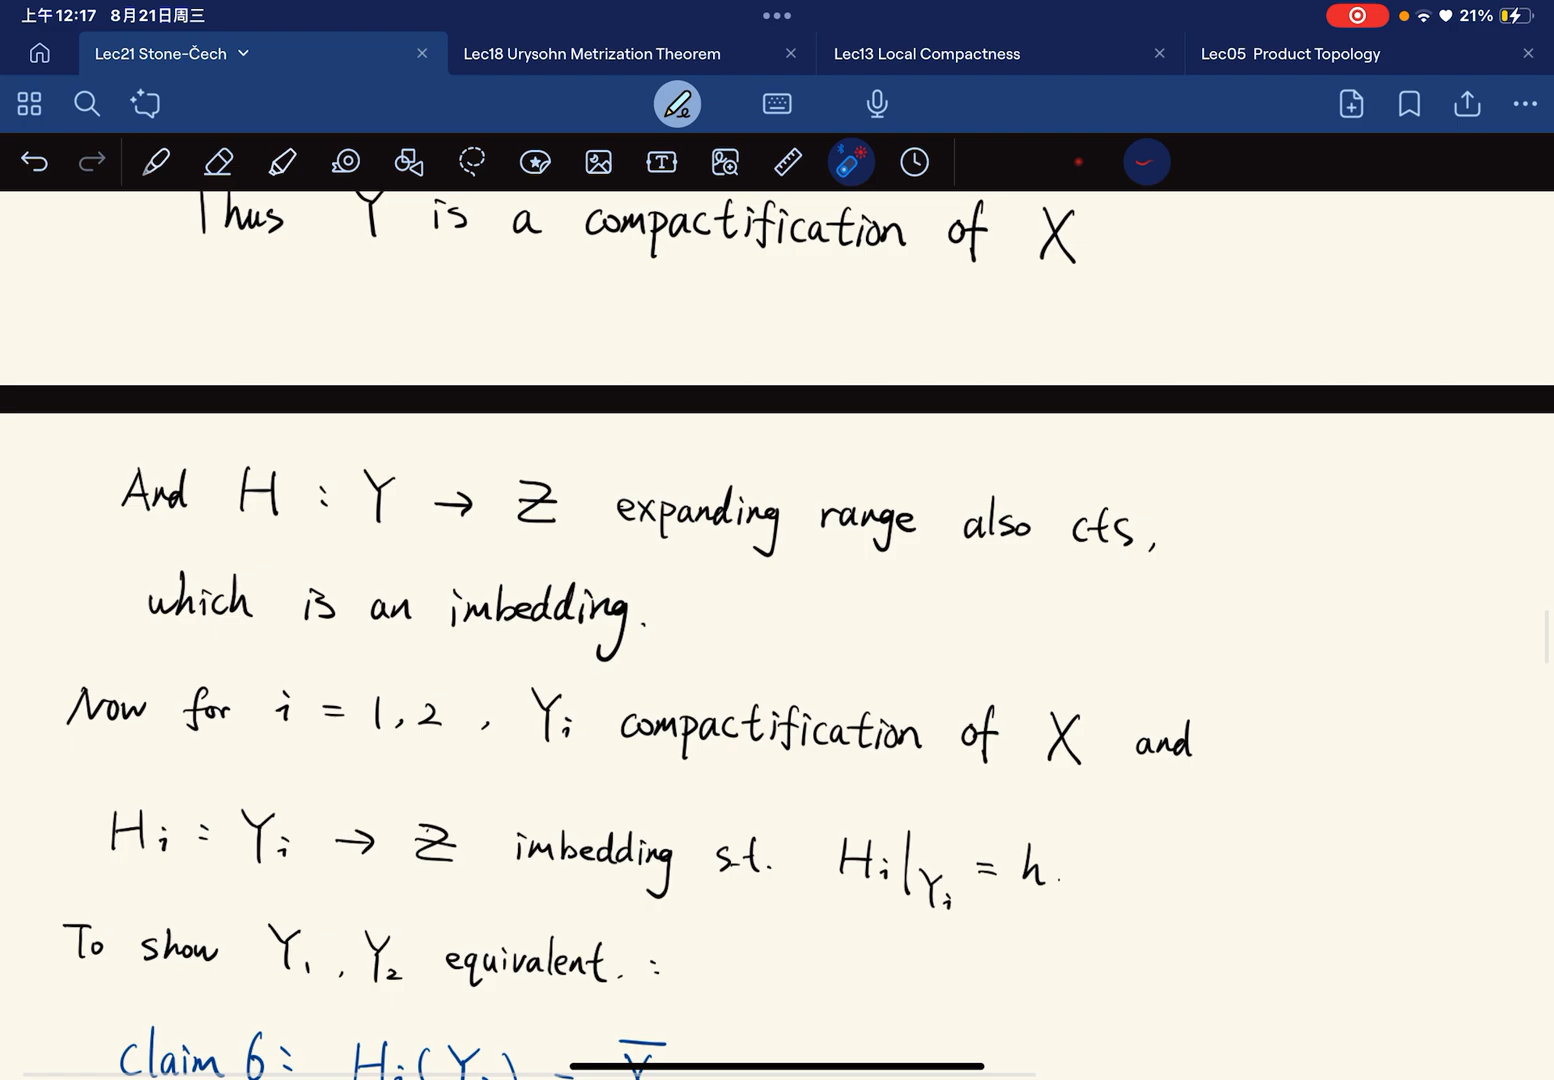 上午12:17 8月21日周三
21%
Lec21 Stone-Čech
Lec18 Urysohn Metrization Theorem
Lec13 Local Compactness
Lec05 Product Topology
Thus Y is a compactification of X
And H : Y → Z expanding range also cts,
which is an imbedding.
Now for i = 1, 2, Yi compactification of X and
Hi : Yi → Z imbedding s.t. Hi|Yi = h.
To show Y1, Y2 equivalent. :
Claim 6: Hi(Yi) =